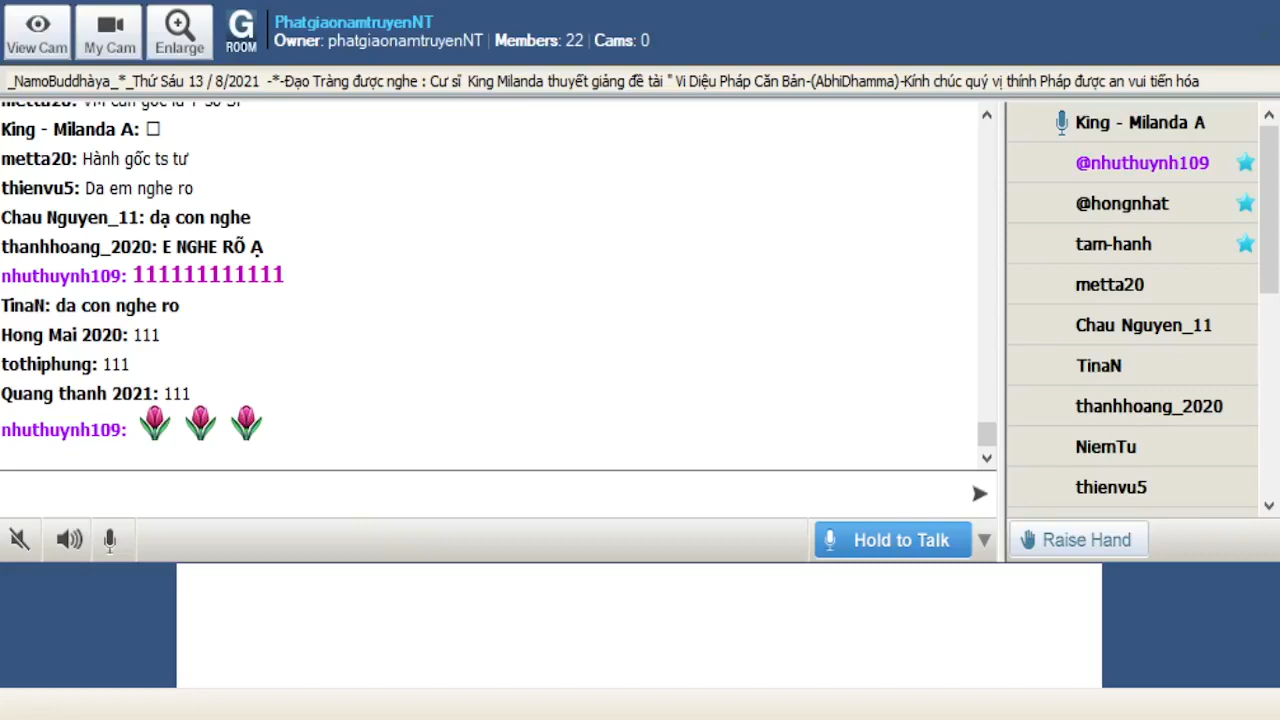 View Cam
My Cam
Enlarge
G
ROOM
PhatgiaonamtruyenNT
Owner: phatgiaonamtruyenNT | Members: 22 | Cams: 0
_NamoBuddhàya_*_Thứ Sáu 13 / 8/2021 -*-Đạo Tràng được nghe : Cư sĩ King Milanda thuyết giảng đề tài " Vi Diệu Pháp Căn Bản-(AbhiDhamma)-Kính chúc quý vị thính Pháp được an vui tiến hóa
metta20:
King - Milanda A:
metta20: Hành gốc ts tư
thienvu5: Da em nghe ro
Chau Nguyen_11: dạ con nghe
thanhhoang_2020: E NGHE RÕ Ạ
nhuthuynh109: 111111111111
TinaN: da con nghe ro
Hong Mai 2020: 111
tothiphung: 111
Quang thanh 2021: 111
nhuthuynh109:
King - Milanda A
@nhuthuynh109
@hongnhat
tam-hanh
metta20
Chau Nguyen_11
TinaN
thanhhoang_2020
NiemTu
thienvu5
Hold to Talk
Raise Hand